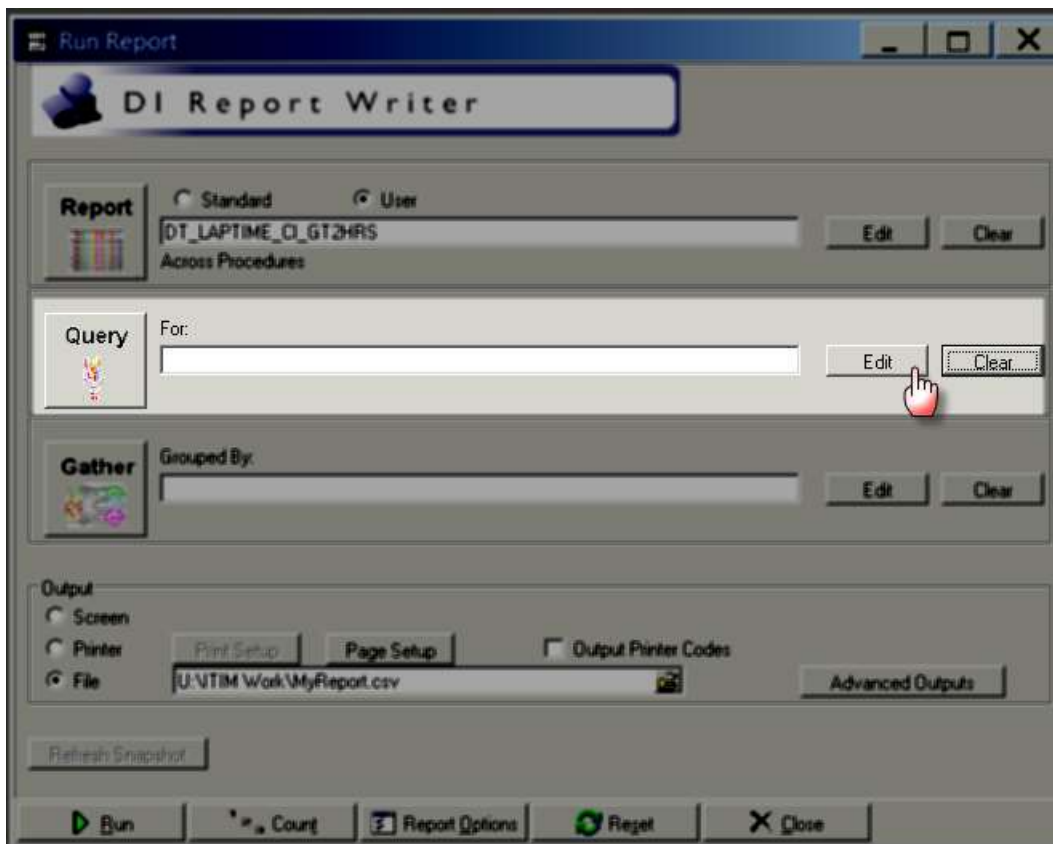 Run Report
DI Report Writer
Report
Standard
User
DT_LAPTIME_CI_GT2HRS
Edit
Clear
Across Procedures
Query
For:
Edit
Clear
Gather
Grouped By:
Edit
Clear
Output
Screen
Printer
Print Setup
Page Setup
Output Printer Codes
File
U:\ITIM Work\MyReport.csv
Advanced Outputs
Refresh Snapshot
Run
Count
Report Options
Reset
Close